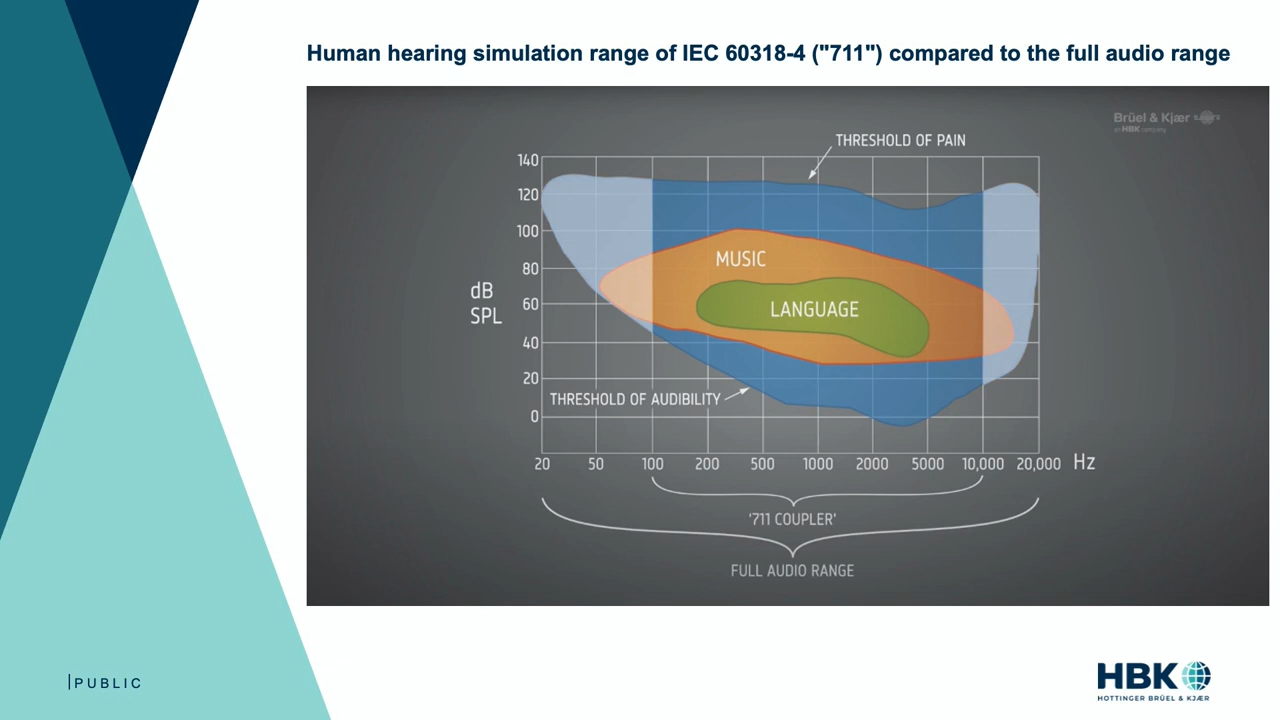 Human hearing simulation range of IEC 60318-4 ("711") compared to the full audio range
Brüel & Kjær
an HBK company
THRESHOLD OF PAIN
140
120
100
80
60
40
20
0
dB
SPL
MUSIC
LANGUAGE
THRESHOLD OF AUDIBILITY
20 50 100 200 500 1000 2000 5000 10,000 20,000 Hz
'711 COUPLER'
FULL AUDIO RANGE
|PUBLIC
HBK
HOTTINGER BRÜEL & KJÆR